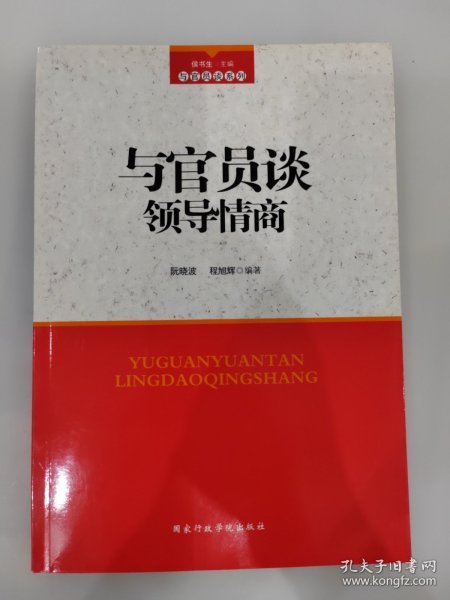 侯书生 主编
与官员谈系列
与官员谈
领导情商
阮晓波 程旭辉◎编著
YUGUANYUANTAN
LINGDAOQINGSHANG
国家行政学院出版社
孔夫子旧书网
www.kongfz.com